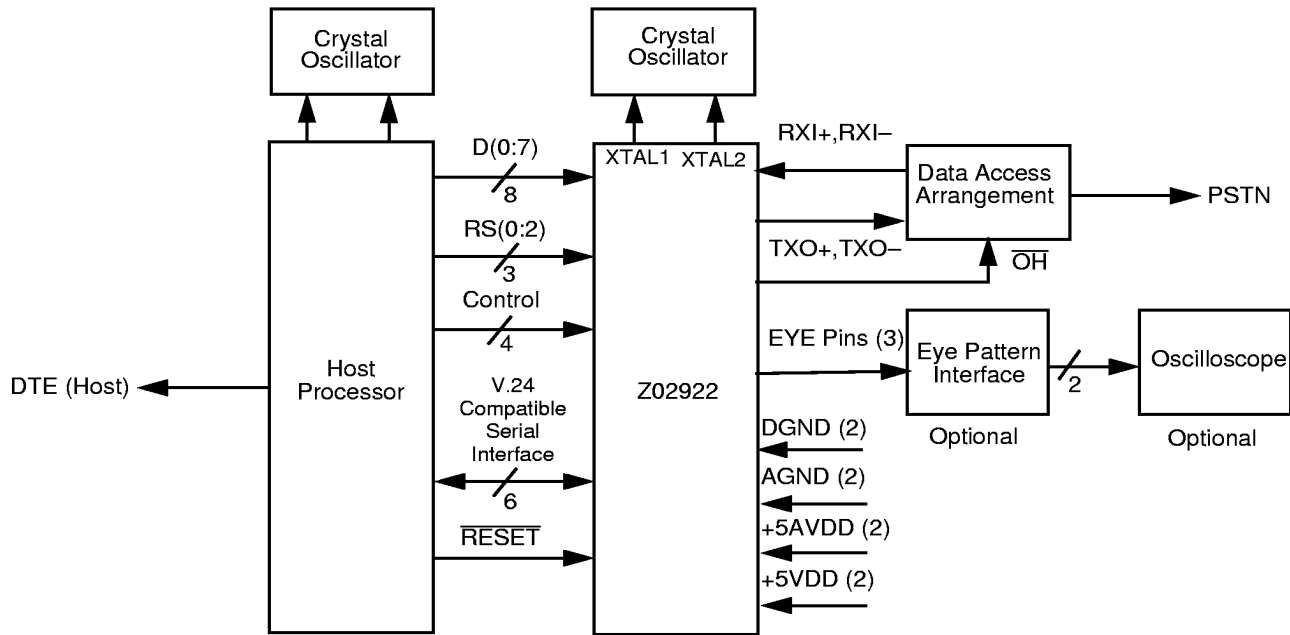 Crystal
Oscillator
Crystal
Oscillator
D(0:7)
8
RS(0:2)
3
Control
4
V.24
Compatible
Serial
Interface
6
RESET
DTE (Host)
Host
Processor
XTAL1 XTAL2
Z02922
RXI+,RXI–
TXO+,TXO–
OH
Data Access
Arrangement
PSTN
EYE Pins (3)
Eye Pattern
Interface
Optional
2
Oscilloscope
Optional
DGND (2)
AGND (2)
+5AVDD (2)
+5VDD (2)